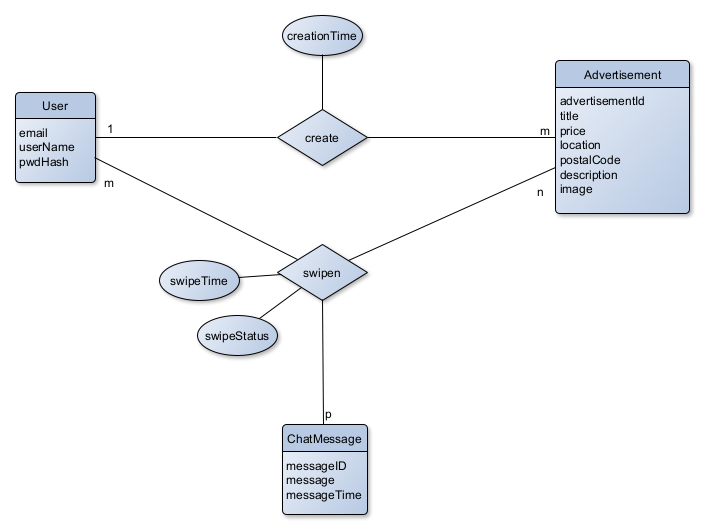 creationTime
User
email
userName
pwdHash
1
create
m
Advertisement
advertisementId
title
price
location
postalCode
description
image
m
n
swipen
swipeTime
swipeStatus
p
ChatMessage
messageID
message
messageTime